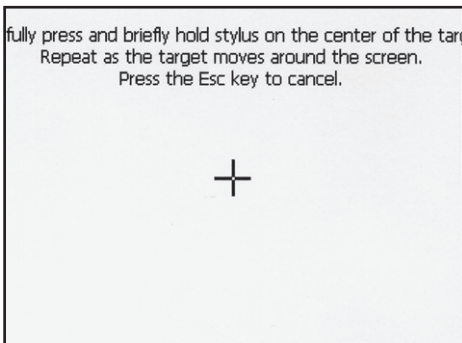 fully press and briefly hold stylus on the center of the targ
Repeat as the target moves around the screen.
Press the Esc key to cancel.